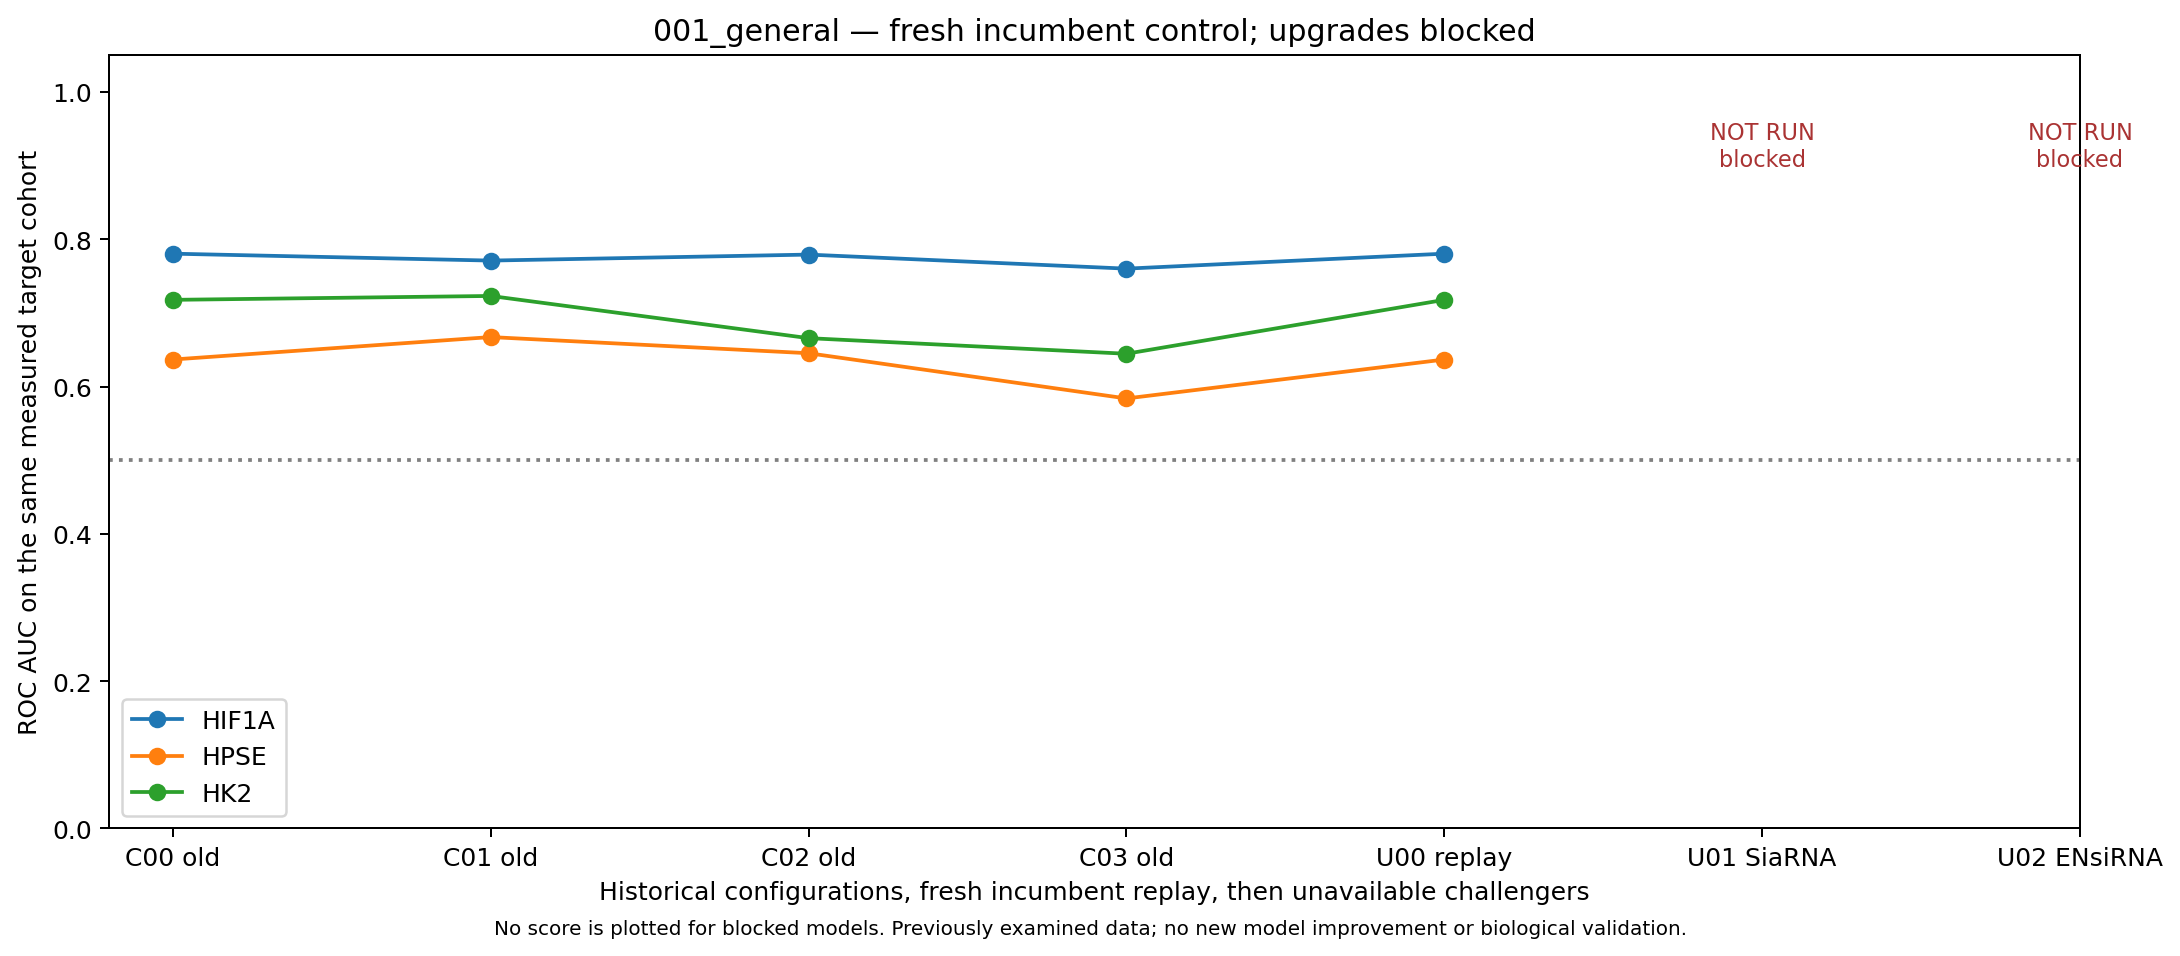 001_general — fresh incumbent control; upgrades blocked
ROC AUC on the same measured target cohort
1.0
0.8
0.6
0.4
0.2
0.0
NOT RUN
blocked
NOT RUN
blocked
HIF1A
HPSE
HK2
C00 old
C01 old
C02 old
C03 old
U00 replay
U01 SiaRNA
U02 ENsiRNA
Historical configurations, fresh incumbent replay, then unavailable challengers
No score is plotted for blocked models. Previously examined data; no new model improvement or biological validation.